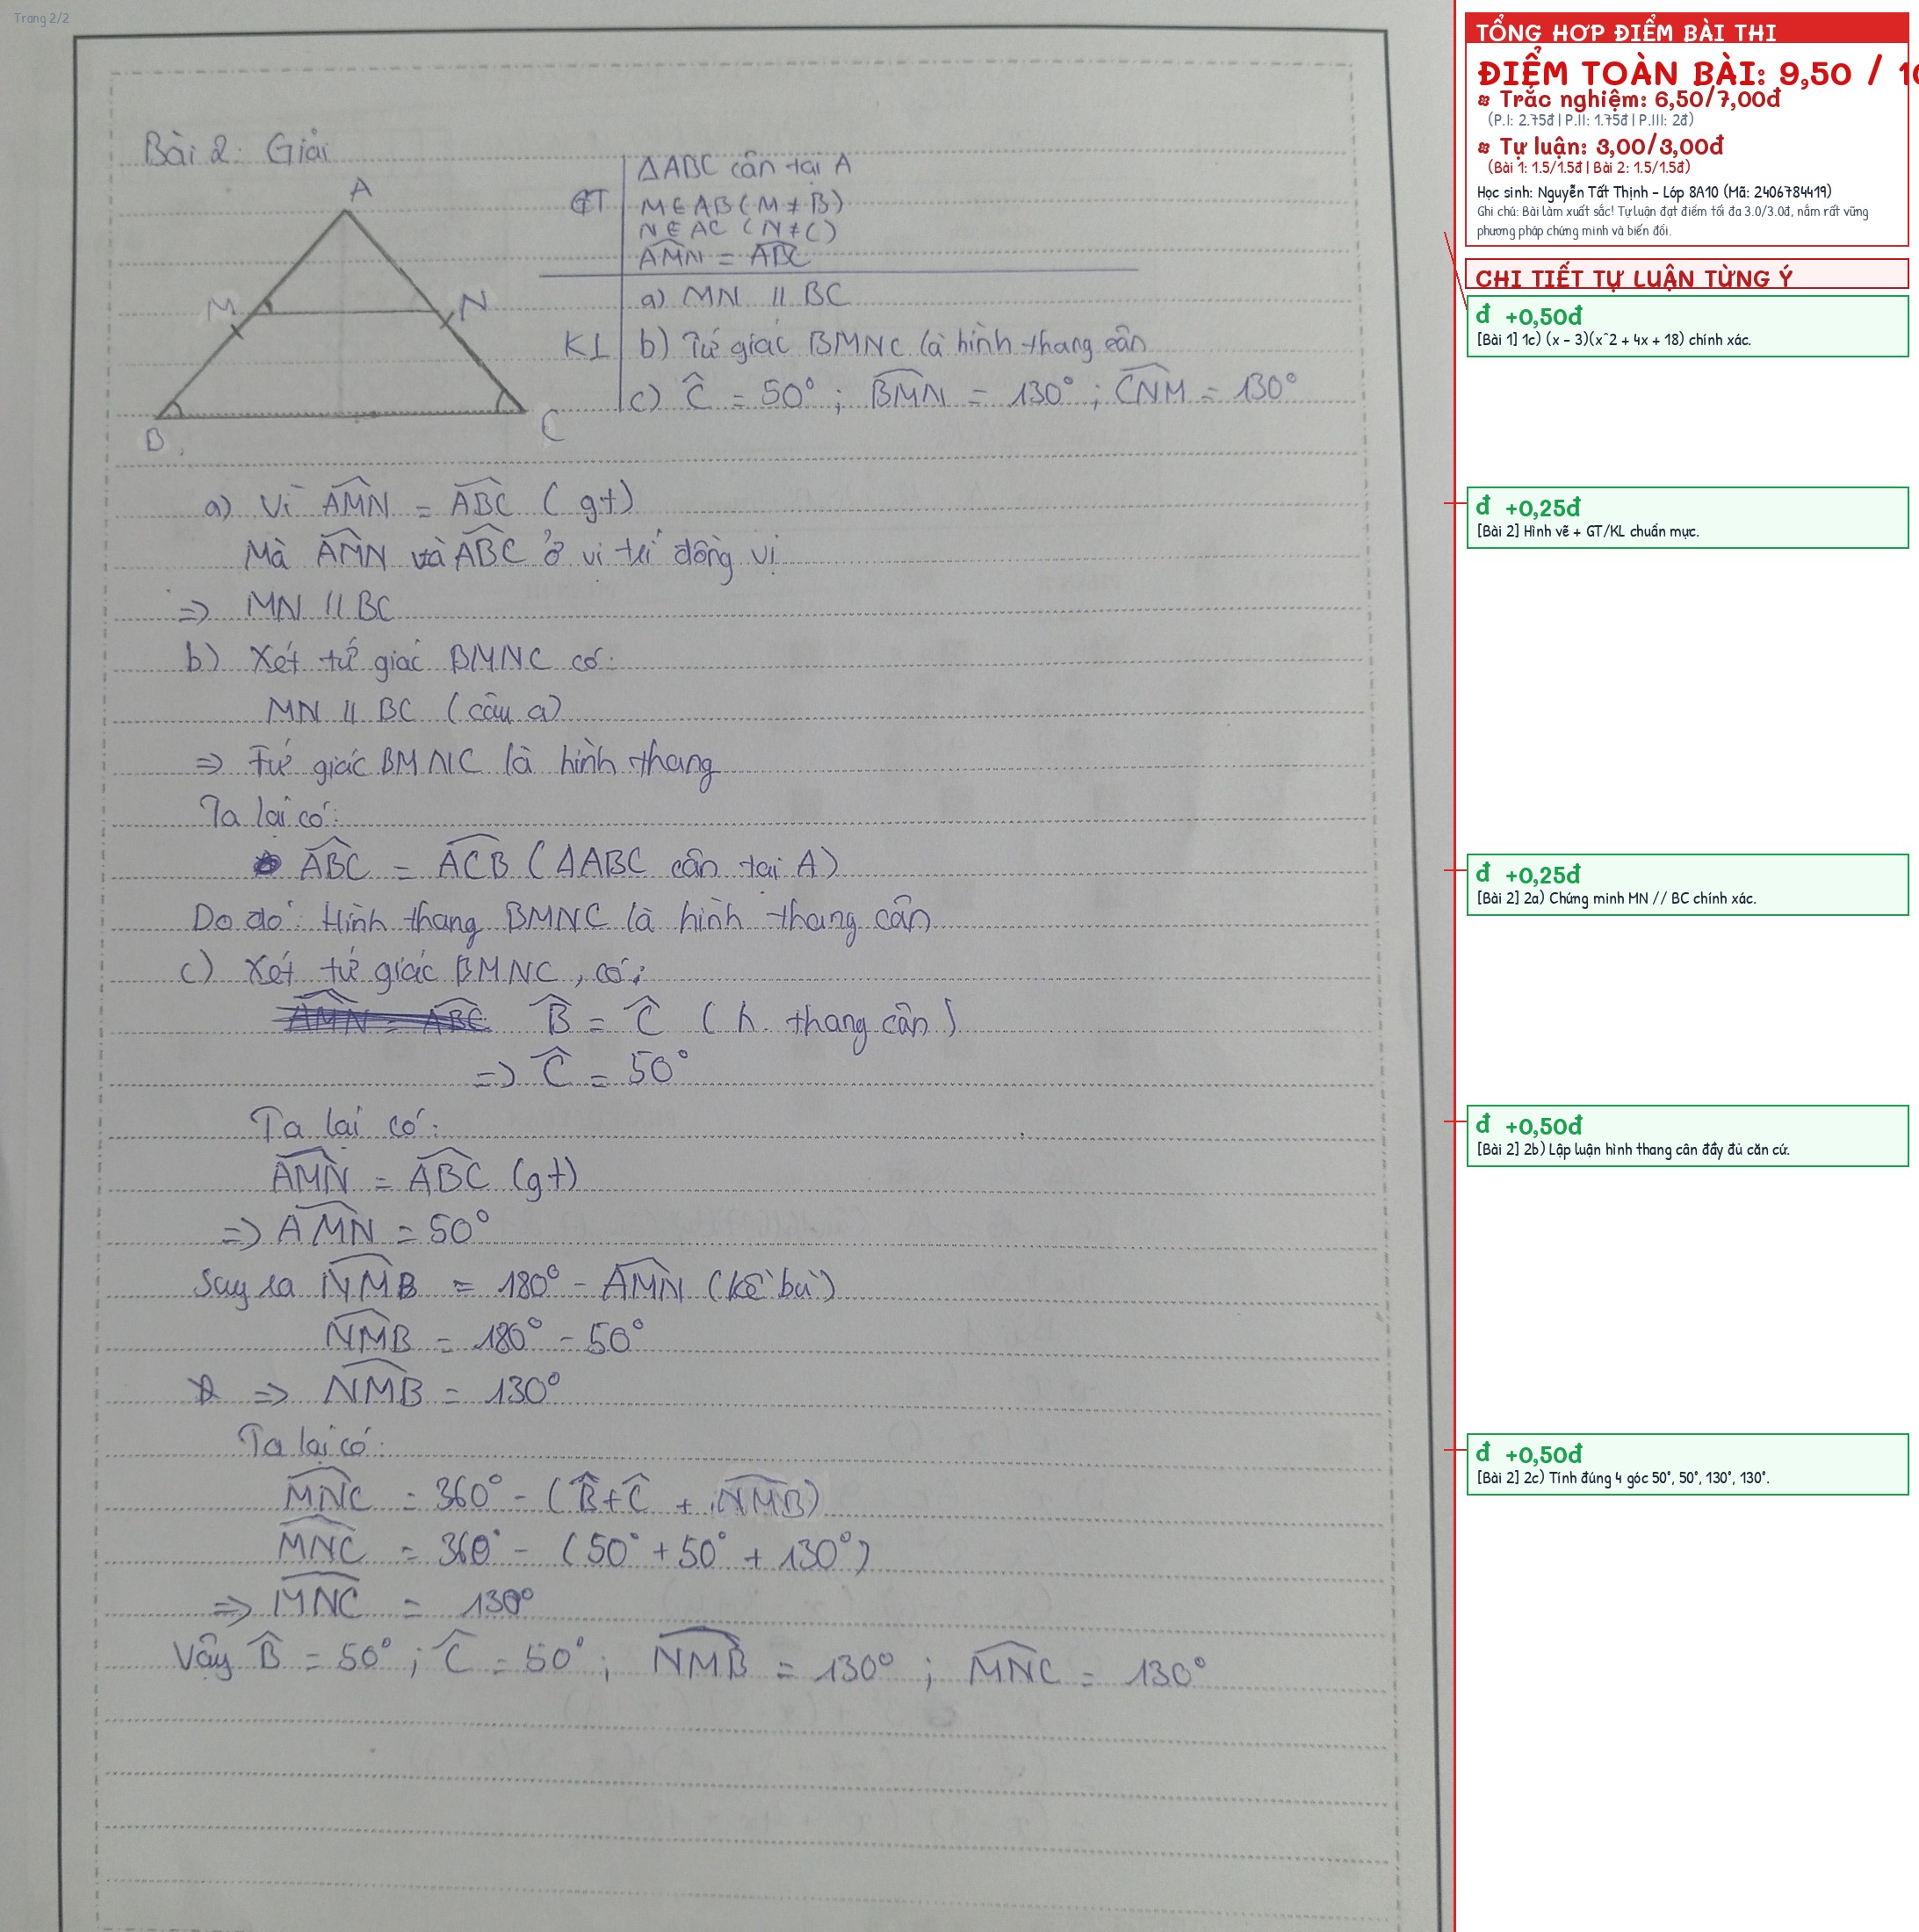 Trang 2/2
Bài 2: Giải
A
M
N
B
C
GT
ΔABC cân tại A
M ∈ AB (M ≠ B)
N ∈ AC (N ≠ C)
AMN = ABC
KL
a) MN // BC
b) Tứ giác BMNC là hình thang cân
c) Ĉ = 50° ; BMN = 130° ; CNM = 130°
a) Vì AMN = ABC (gt)
Mà AMN và ABC ở vị trí đồng vị
=> MN // BC
b) Xét tứ giác BMNC có:
MN // BC (câu a)
=> Tứ giác BMNC là hình thang
Ta lại có:
ABC = ACB (ΔABC cân tại A)
Do đó: Hình thang BMNC là hình thang cân
c) Xét tứ giác BMNC, có:
AMN = ABC B̂ = Ĉ (h. thang cân)
=> Ĉ = 50°
Ta lại có:
AMN = ABC (gt)
=> AMN = 50°
Suy ra NMB = 180° - AMN (kề bù)
NMB = 180° - 50°
=> NMB = 130°
Ta lại có:
MNC = 360° - (B̂ + Ĉ + NMB)
MNC = 360° - (50° + 50° + 130°)
=> MNC = 130°
Vậy B̂ = 50° ; Ĉ = 50° ; NMB = 130° ; MNC = 130°
TỔNG HỢP ĐIỂM BÀI THI
ĐIỂM TOÀN BÀI: 9,50 / 10
Trắc nghiệm: 6,50/7,00đ
(P.I: 2.75đ | P.II: 1.75đ | P.III: 2đ)
Tự luận: 3,00/3,00đ
(Bài 1: 1.5/1.5đ | Bài 2: 1.5/1.5đ)
Học sinh: Nguyễn Tất Thịnh - Lớp 8A10 (Mã: 2406784419)
Ghi chú: Bài làm xuất sắc! Tự luận đạt điểm tối đa 3.0/3.0đ, nắm rất vững
phương pháp chứng minh và biến đổi.
CHI TIẾT TỰ LUẬN TỪNG Ý
đ +0,50đ
[Bài 1] 1c) (x - 3)(x^2 + 4x + 18) chính xác.
đ +0,25đ
[Bài 2] Hình vẽ + GT/KL chuẩn mực.
đ +0,25đ
[Bài 2] 2a) Chứng minh MN // BC chính xác.
đ +0,50đ
[Bài 2] 2b) Lập luận hình thang cân đầy đủ căn cứ.
đ +0,50đ
[Bài 2] 2c) Tính đúng 4 góc 50°, 50°, 130°, 130°.